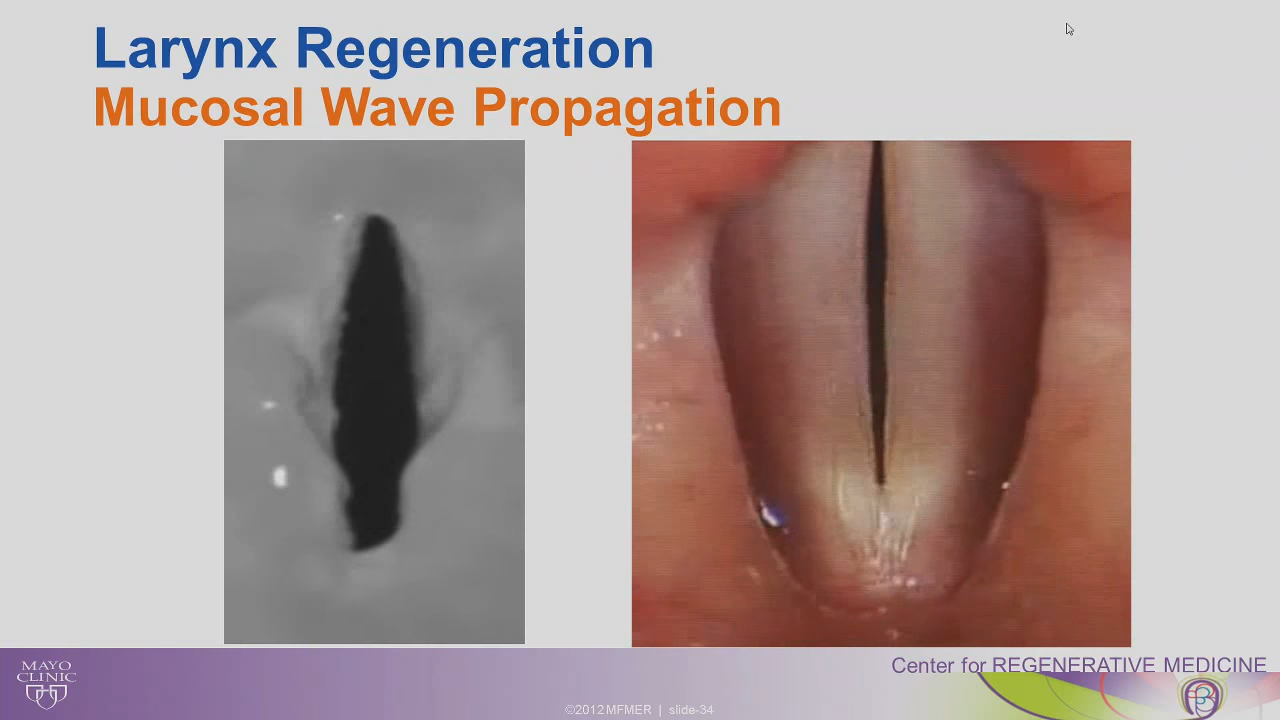 Larynx Regeneration
Mucosal Wave Propagation
Center for REGENERATIVE MEDICINE
MAYO
CLINIC
©2012 MFMER | slide-34